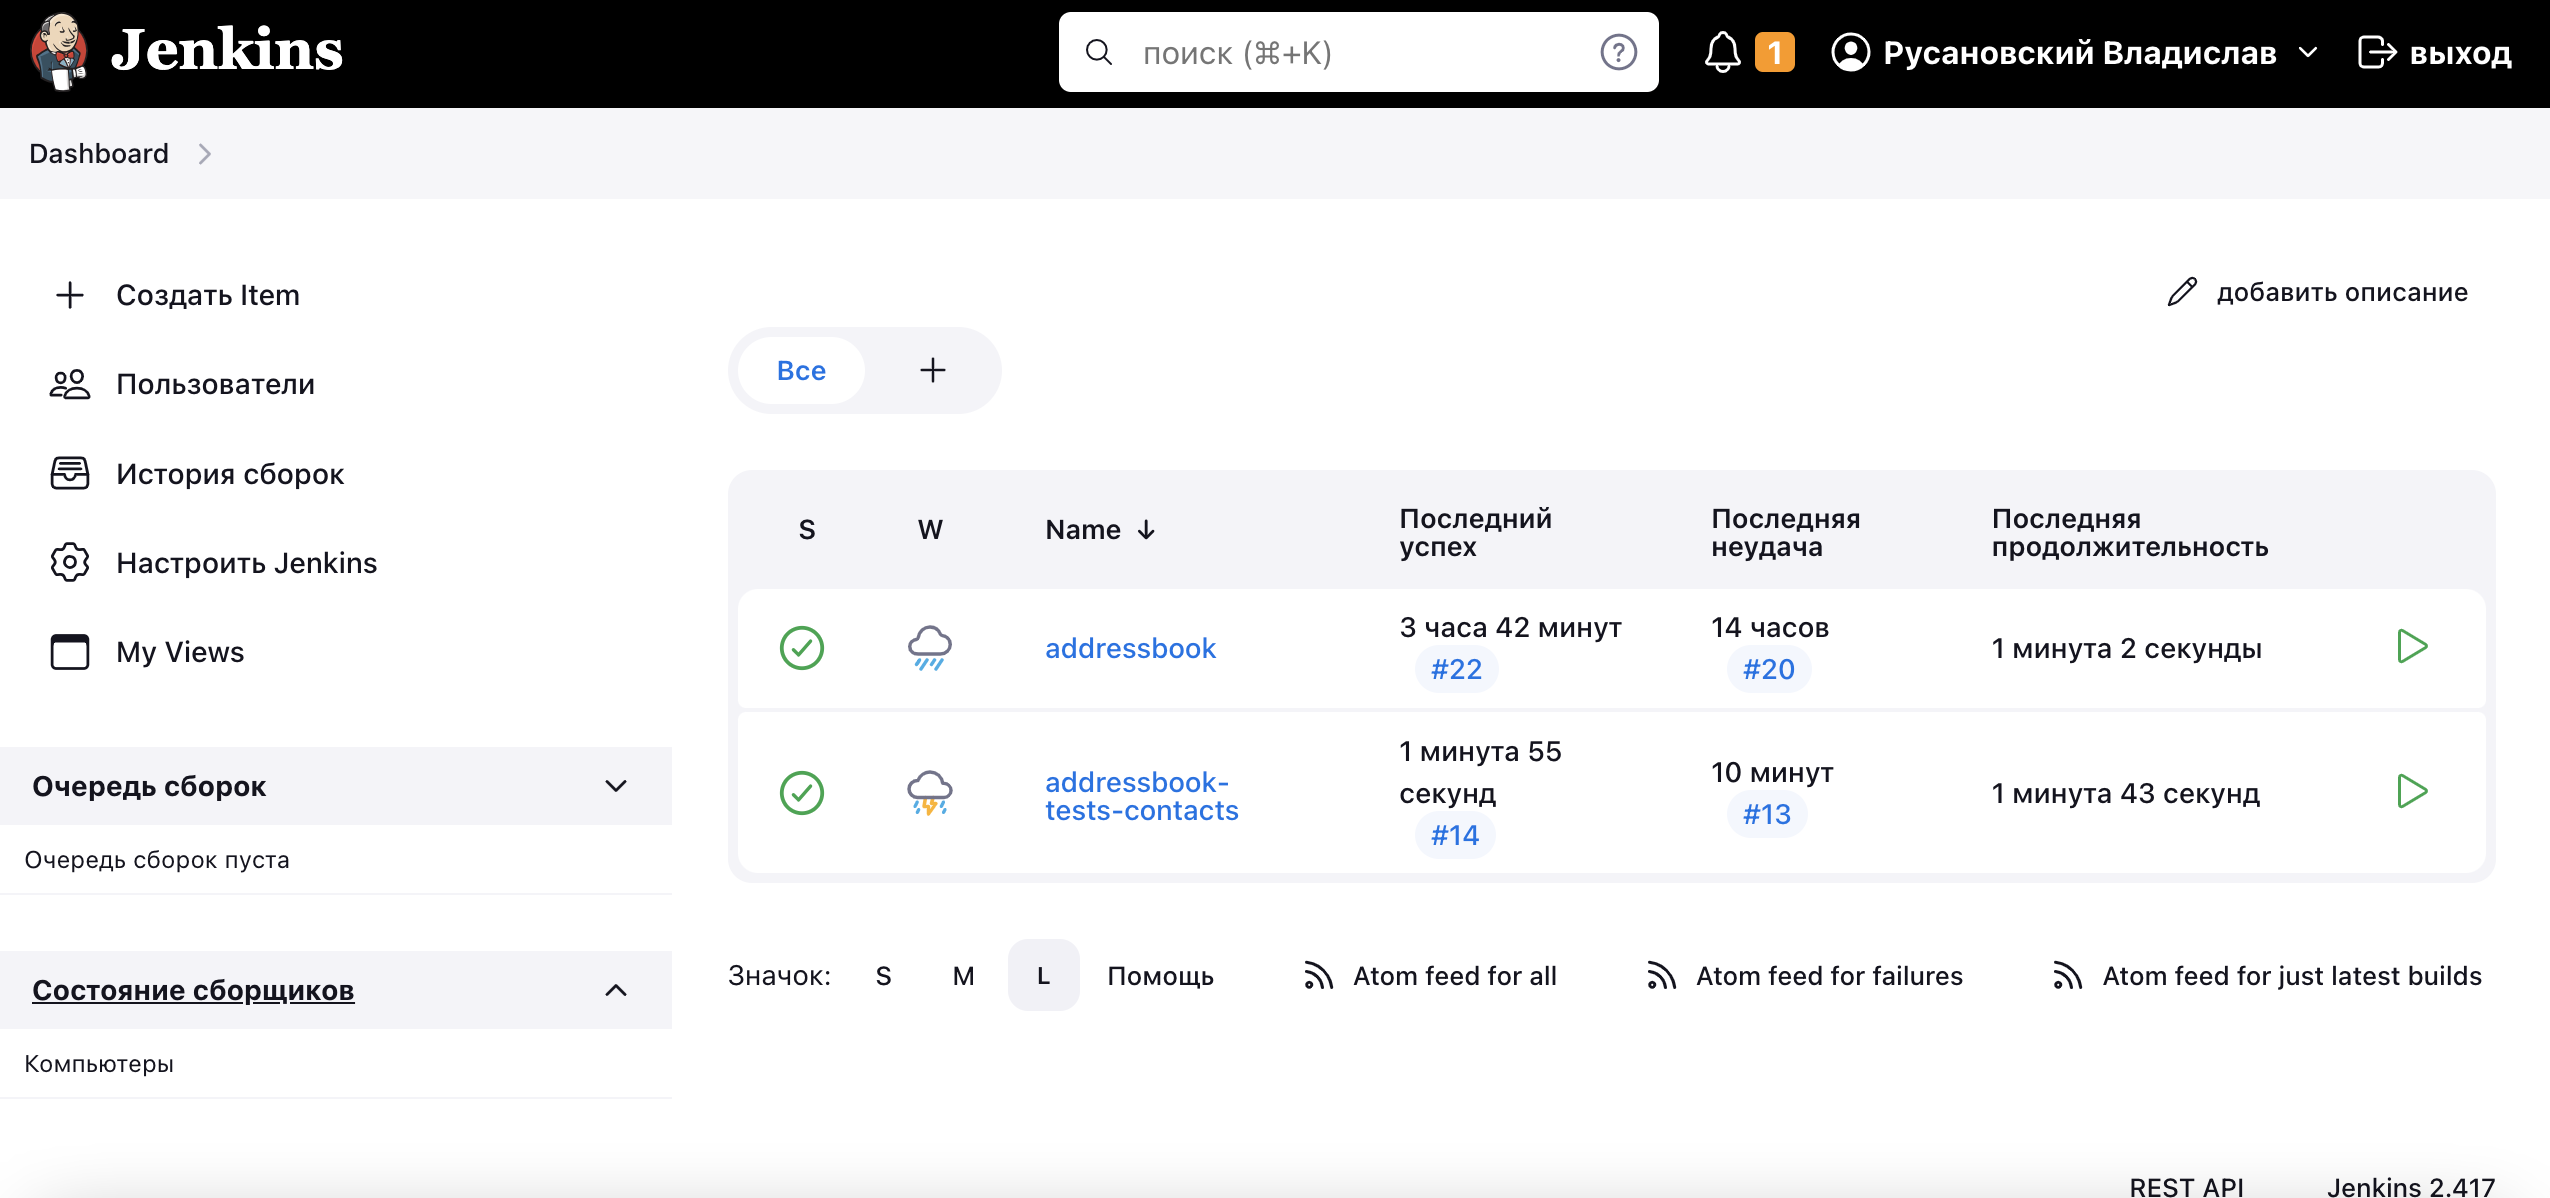 Jenkins
поиск (⌘+K)
1
Русановский Владислав
выход
Dashboard
Создать Item
Пользователи
История сборок
Настроить Jenkins
My Views
Очередь сборок
Очередь сборок пуста
Состояние сборщиков
Компьютеры
добавить описание
Все
S W Name ↓ Последний успех Последняя неудача Последняя продолжительность
addressbook
3 часа 42 минут
#22
14 часов
#20
1 минута 2 секунды
addressbook-
tests-contacts
1 минута 55
секунд
#14
10 минут
#13
1 минута 43 секунд
Значок: S M L Помощь
Atom feed for all
Atom feed for failures
Atom feed for just latest builds
REST API
Jenkins 2.417